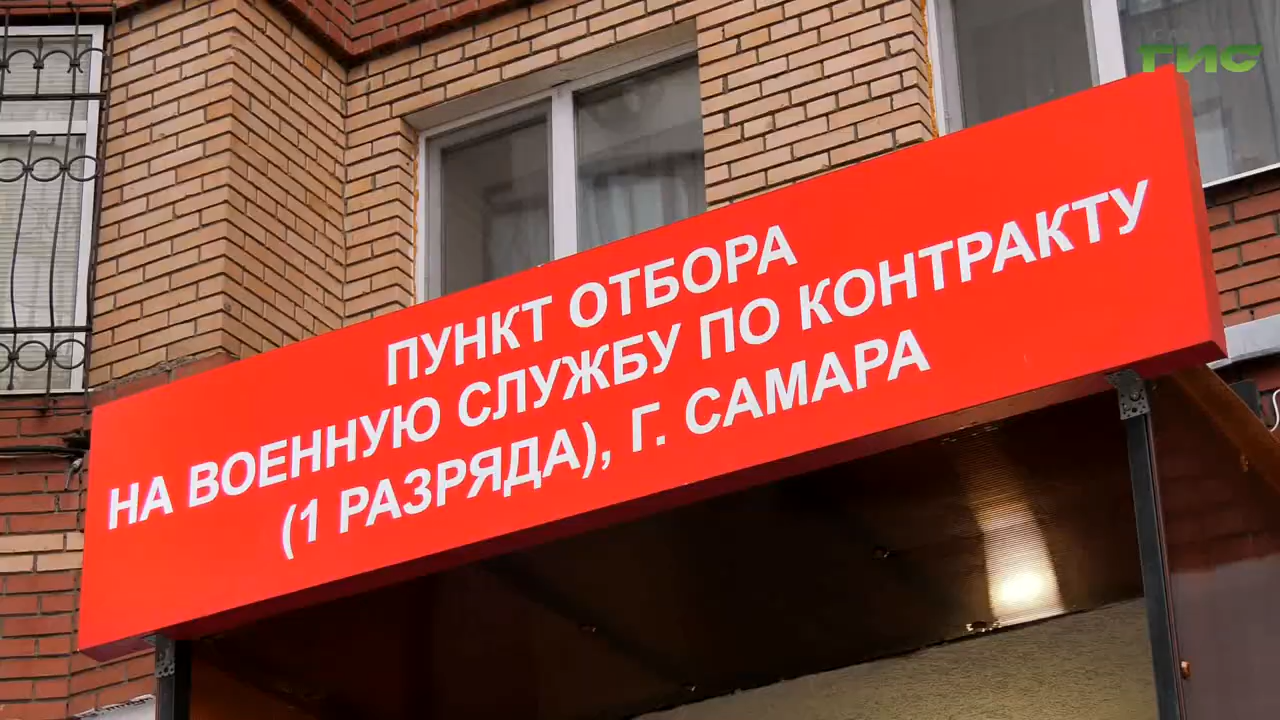 ГИС
ПУНКТ ОТБОРА
НА ВОЕННУЮ СЛУЖБУ ПО КОНТРАКТУ
(1 РАЗРЯДА), Г. САМАРА